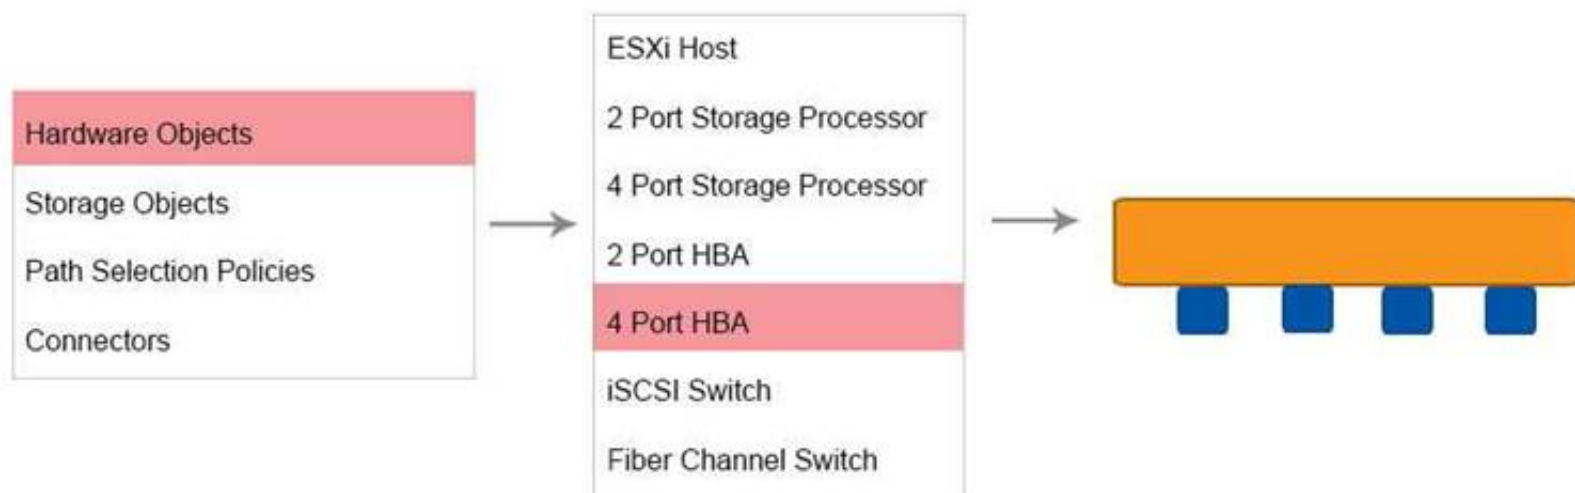 Hardware Objects
Storage Objects
Path Selection Policies
Connectors
ESXi Host
2 Port Storage Processor
4 Port Storage Processor
2 Port HBA
4 Port HBA
iSCSI Switch
Fiber Channel Switch